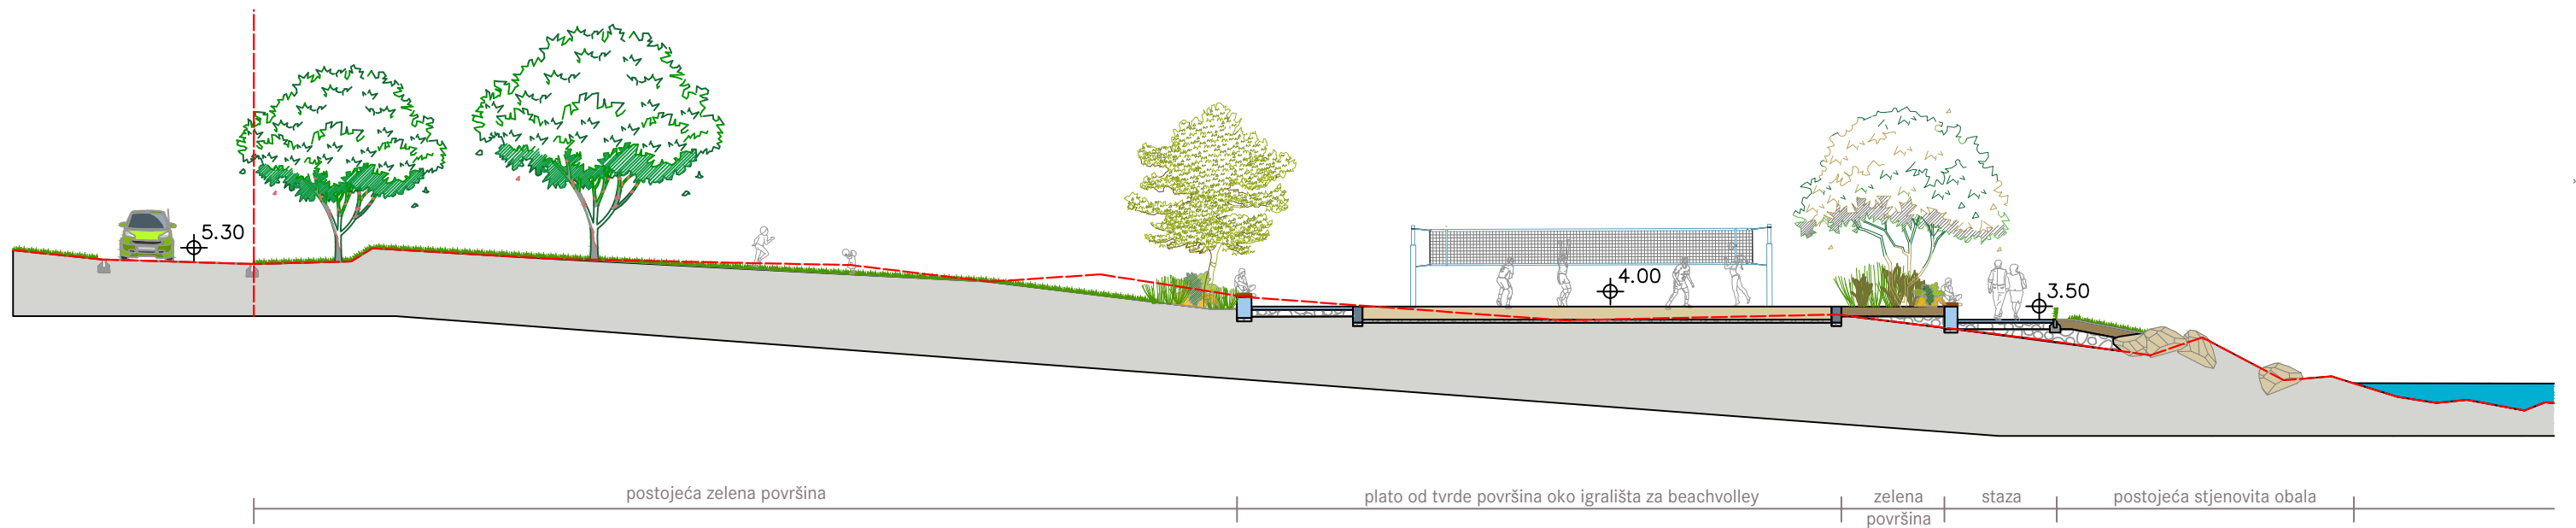 5.30
4.00
3.50
postojeća zelena površina
plato od tvrde površina oko igrališta za beachvolley
zelena
površina
staza
postojeća stjenovita obala